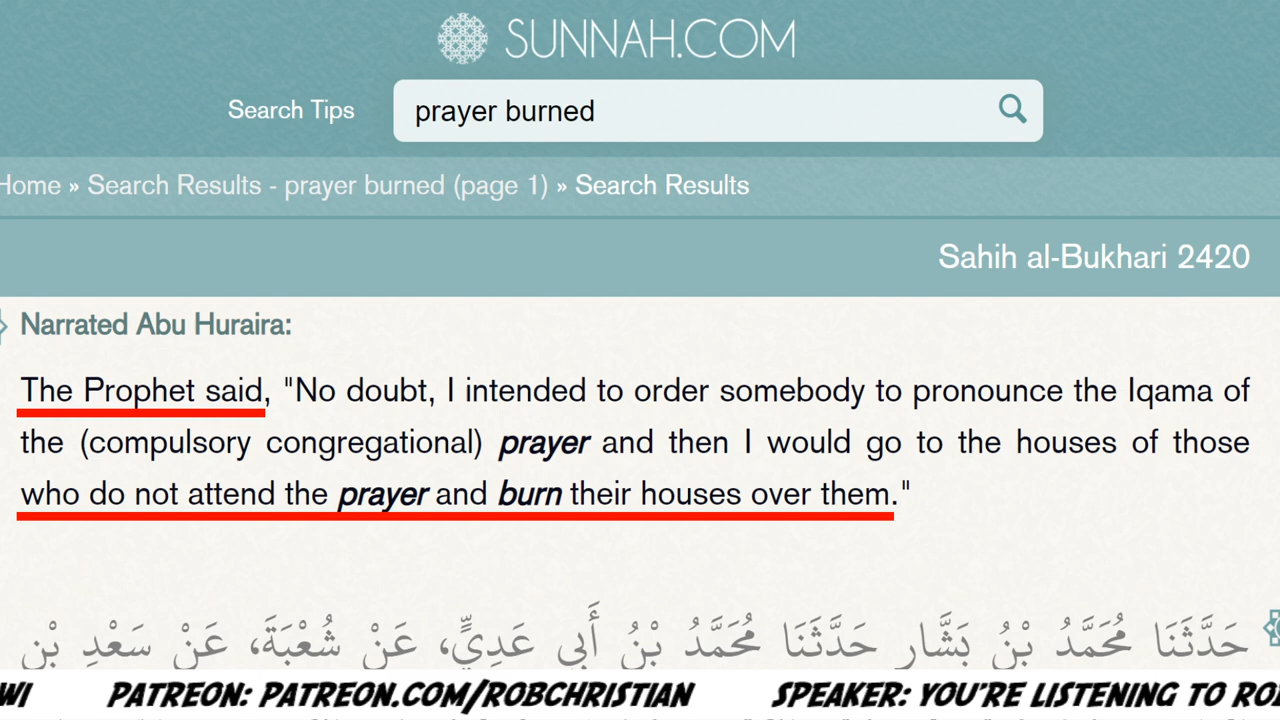 SUNNAH.COM
Search Tips
prayer burned
Home » Search Results - prayer burned (page 1) » Search Results
Sahih al-Bukhari 2420
Narrated Abu Huraira:
The Prophet said, "No doubt, I intended to order somebody to pronounce the Iqama of
the (compulsory congregational) prayer and then I would go to the houses of those
who do not attend the prayer and burn their houses over them."
حَدَّثَنَا مُحَمَّدُ بْنُ بَشَّارٍ حَدَّثَنَا مُحَمَّدُ بْنُ أَبِي عَدِيٍّ، عَنْ شُعْبَةَ، عَنْ سَعْدِ بْنِ
WI PATREON: PATREON.COM/ROBCHRISTIAN SPEAKER: YOU'RE LISTENING TO